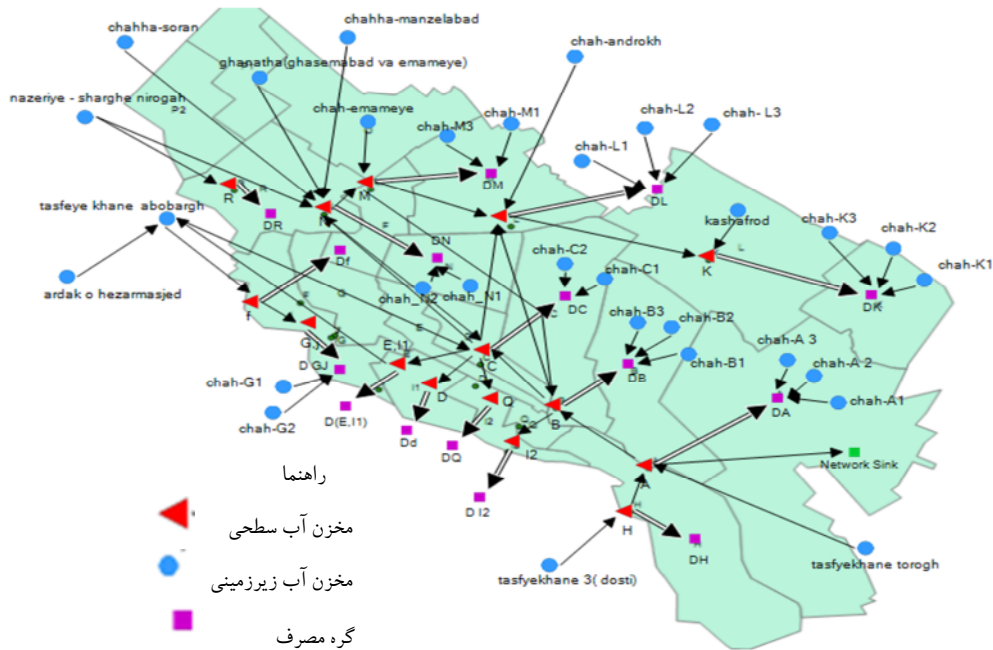 chahha-manzelabad
chahha-soran
ghanatha(ghasemabad va emameye)
chah-androkh
nazeriye - sharghe nirogah
P2
chah-emameye
chah-M3
chah-M1
chah-L2
chah- L3
chah-L1
DM
DL
M
R
DR
F
L
tasfeye khane abobargh
kashafrod
chah-K3
chah-K2
chah-K1
Df
DN
chah-C2
chah-C1
L
K
DK
ardak o hezarmasjed
chah_N2
chah_N1
DC
G
f
G,j
E
chah-B3
chah-B2
chah-B1
D GJ
E,I1
C
DB
chah-A 3
chah-A 2
chah-A1
chah-G1
I1
D
Q
B
DA
chah-G2
D(E,I1)
Dd
DQ
I2
I2
A
Network Sink
D I2
H
H
DH
tasfyekhane 3( dosti)
tasfyekhane torogh
راهنما
مخزن آب سطحی
مخزن آب زیرزمینی
گره مصرف